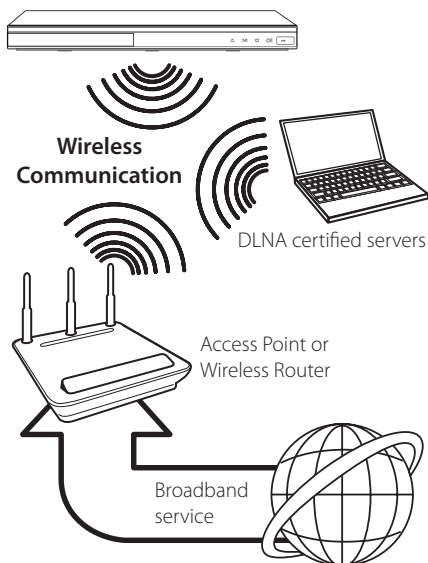 Wireless
Communication
DLNA certified servers
Access Point or
Wireless Router
Broadband
service